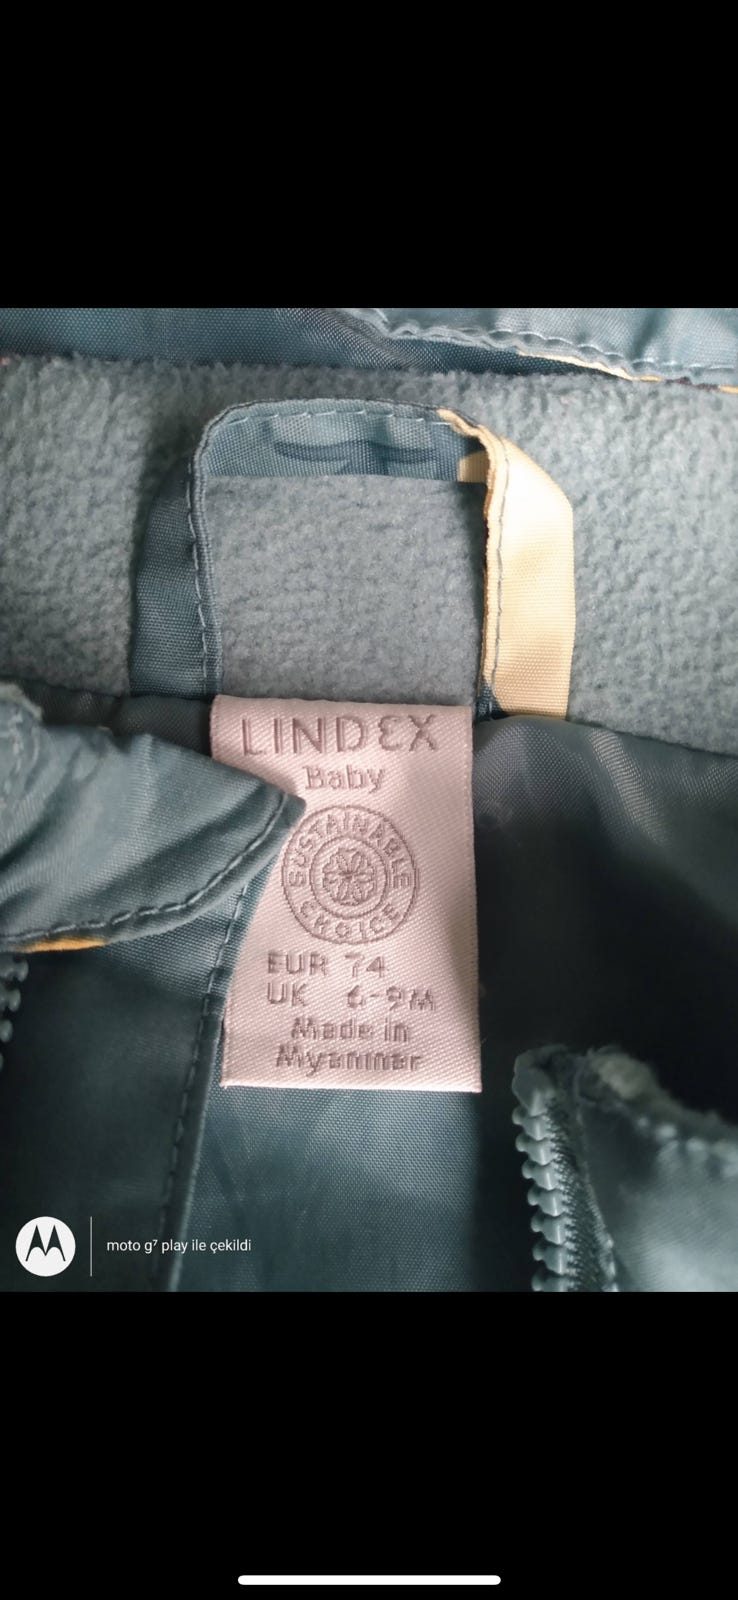 LINDEX
Baby
SUSTAINABLE
CHOICE
EUR 74
UK 6-9M
Made in
Myanmar
moto g⁷ play ile çekildi